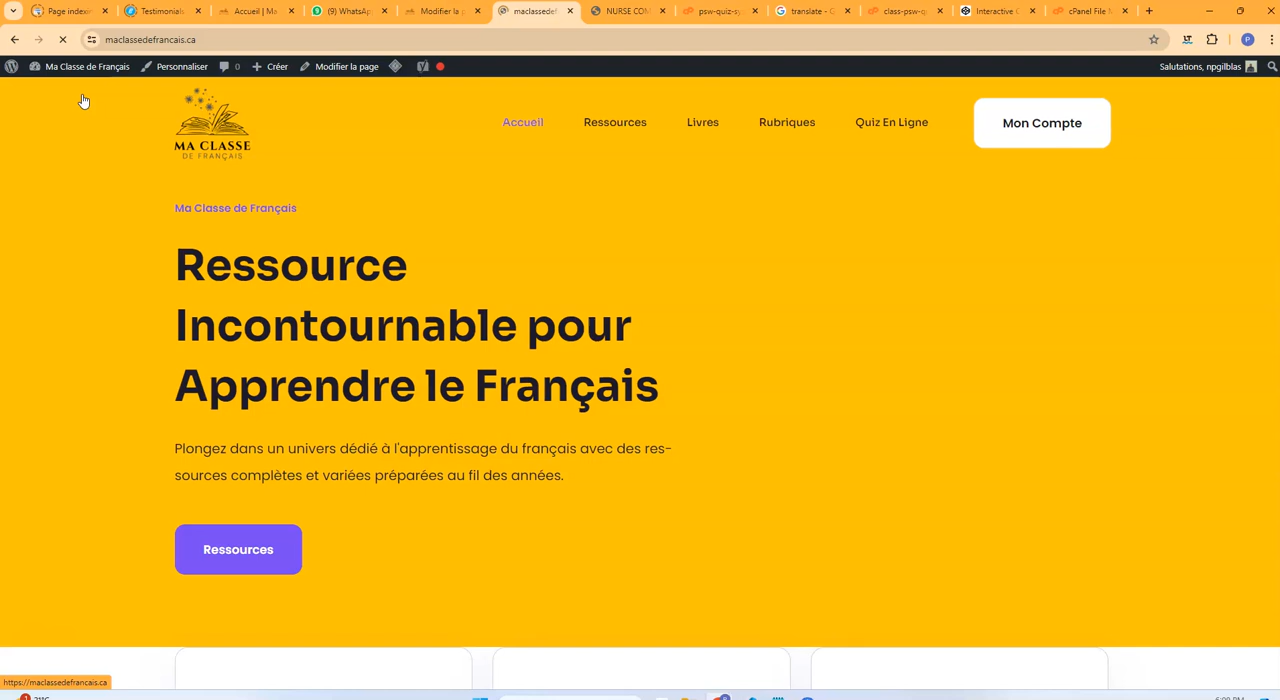 Page indexin
Testimonials
Accueil | Ma
(9) WhatsAp
Modifier la p
maclassedef
NURSE COM
psw-quiz-sy
translate - G
class-psw-q
Interactive
cPanel File M
maclassedefrancais.ca
Ma Classe de Français
Personnaliser
0
Créer
Modifier la page
Salutations, npgilblas
MA CLASSE
DE FRANÇAIS
Accueil
Ressources
Livres
Rubriques
Quiz En Ligne
Mon Compte
Ma Classe de Français
Ressource
Incontournable pour
Apprendre le Français
Plongez dans un univers dédié à l'apprentissage du français avec des res-
sources complètes et variées préparées au fil des années.
Ressources
https://maclassedefrancais.ca